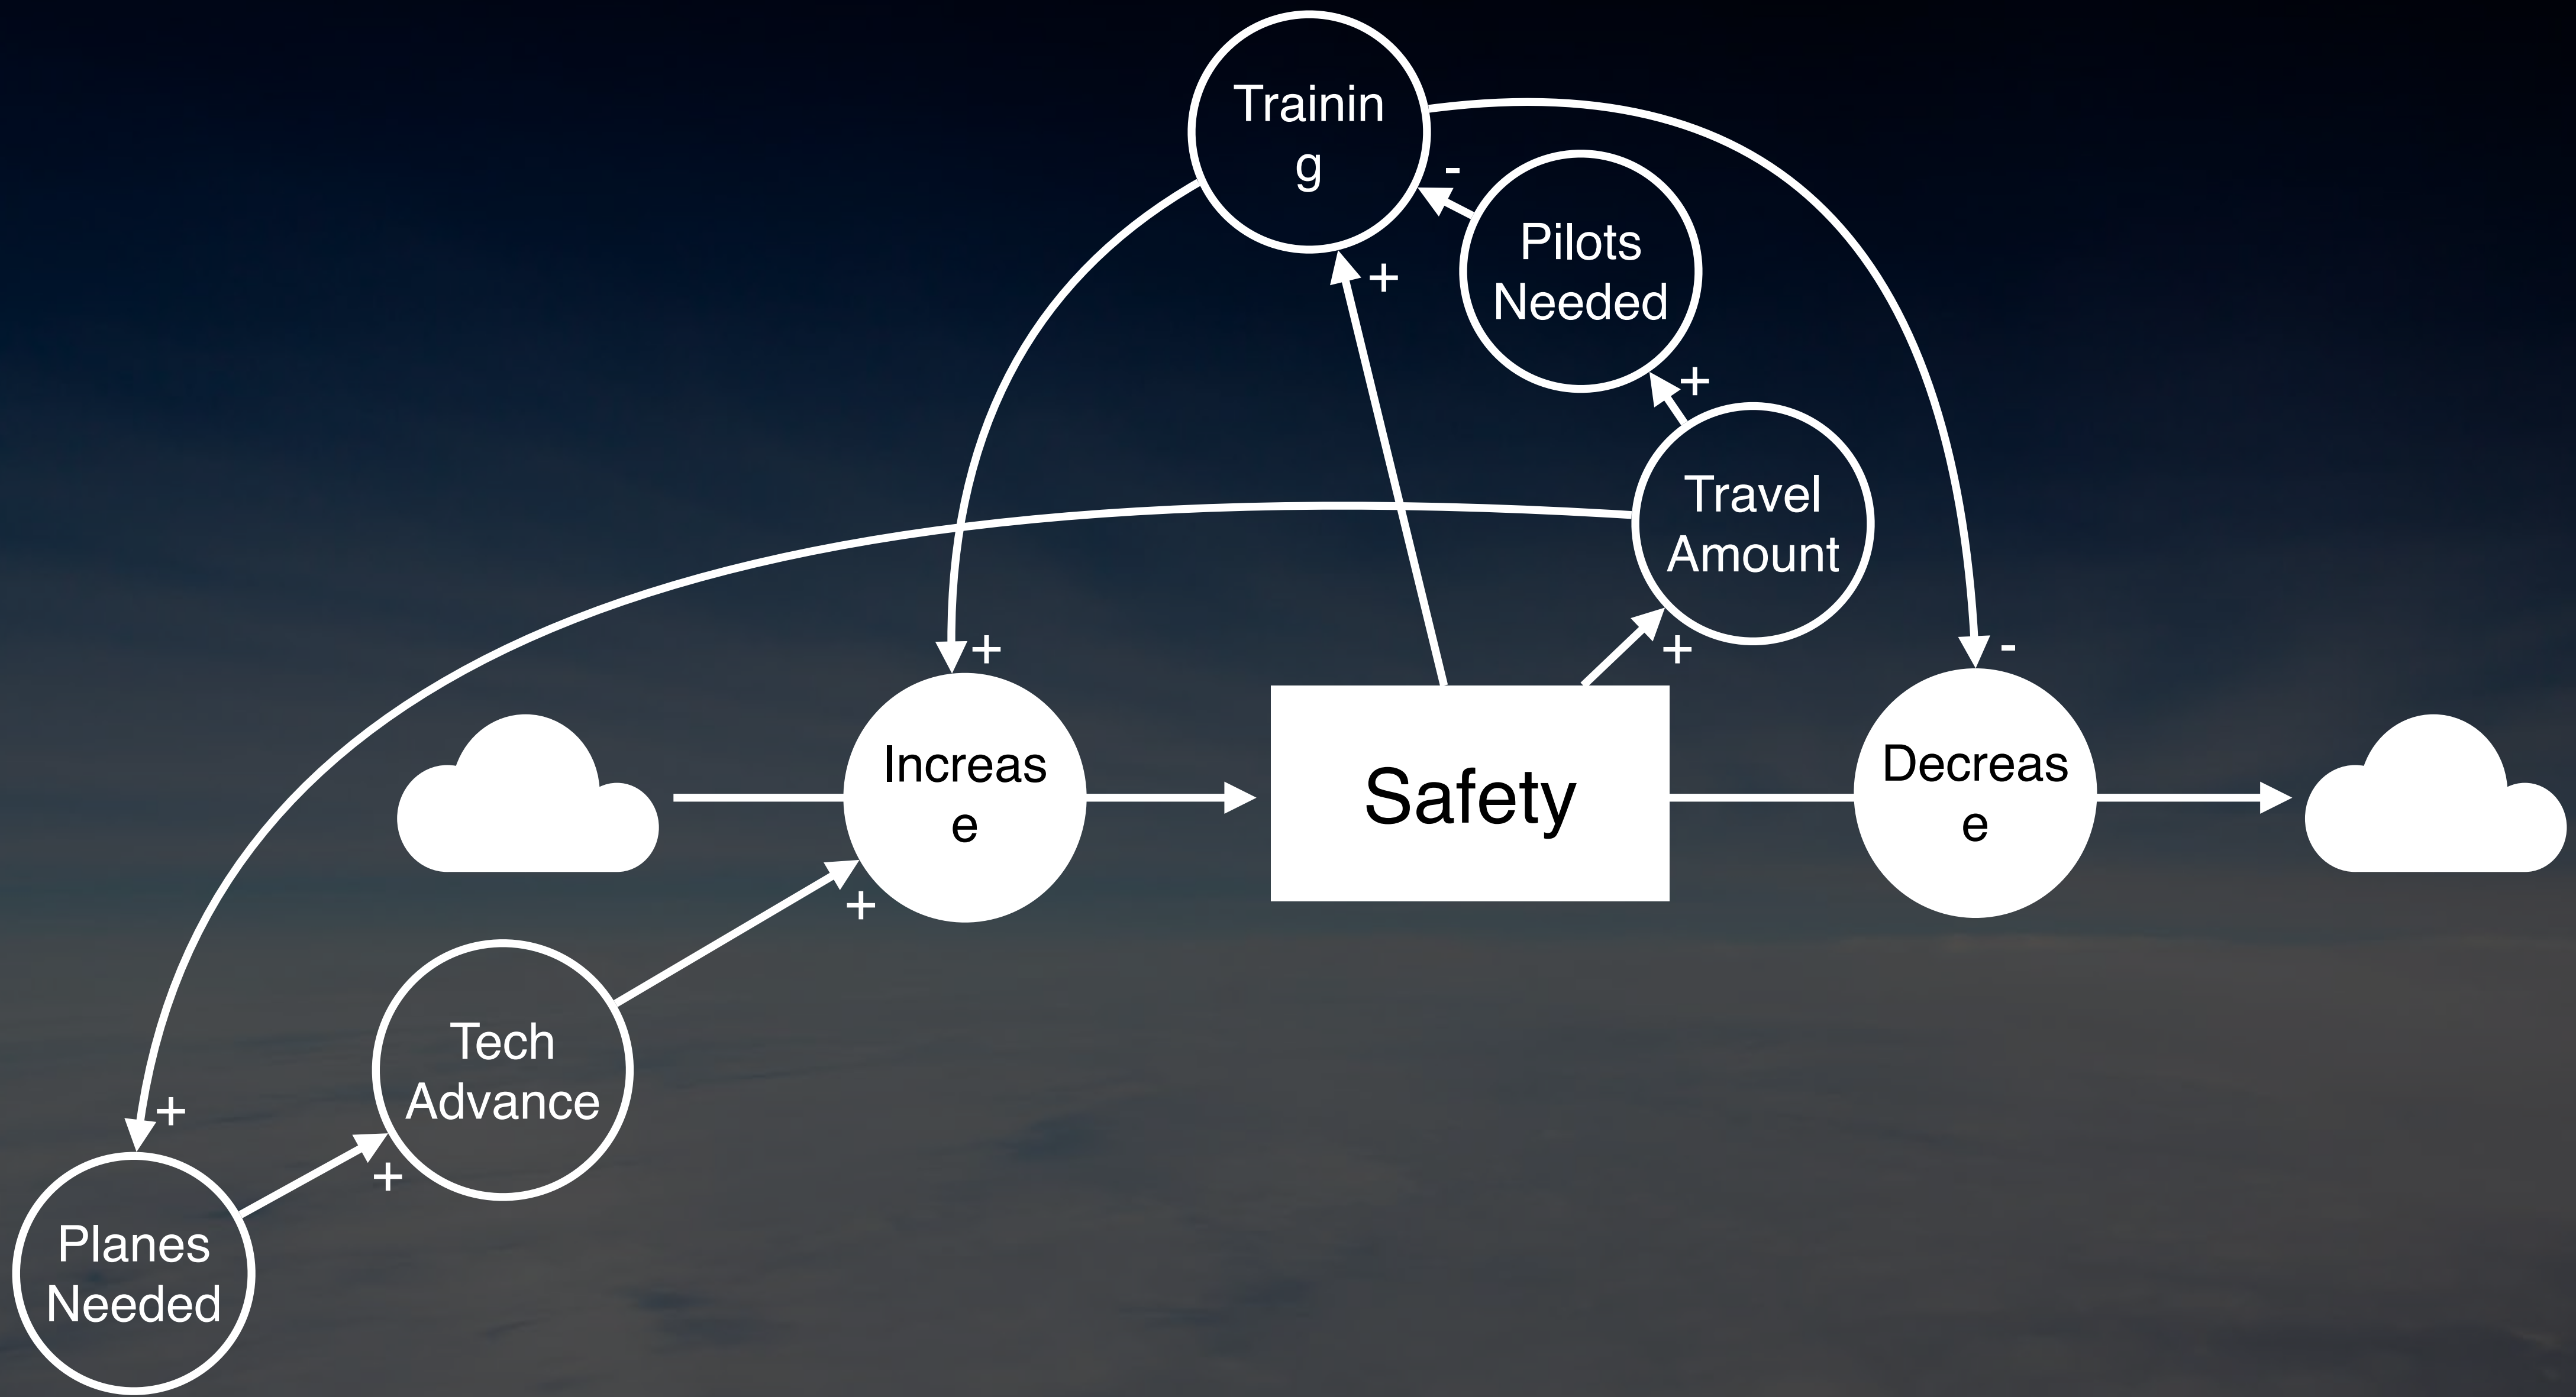 Trainin
g
-
Pilots
Needed
+
+
Travel
Amount
+
+
-
Increas
e
Safety
Decreas
e
+
Tech
Advance
+
+
Planes
Needed